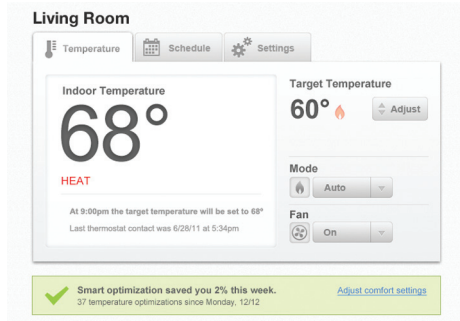 Living Room
Temperature
Schedule
Settings
Indoor Temperature
68°
HEAT
At 9:00pm the target temperature will be set to 68°
Last thermostat contact was 6/28/11 at 5:34pm
Target Temperature
60°
Adjust
Mode
Auto
Fan
On
Smart optimization saved you 2% this week.
37 temperature optimizations since Monday, 12/12
Adjust comfort settings